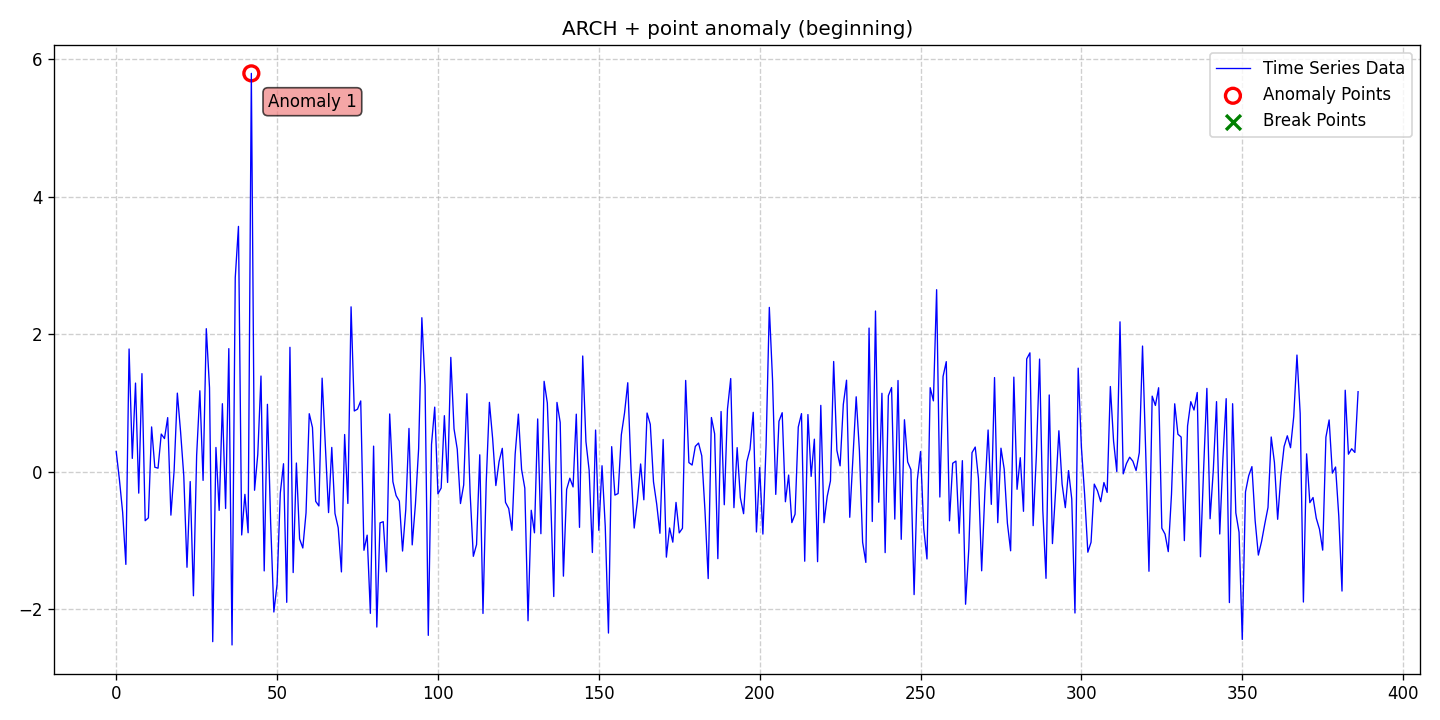 ARCH + point anomaly (beginning)
Time Series Data
Anomaly Points
Break Points
Anomaly 1
6
4
2
0
−2
0 50 100 150 200 250 300 350 400